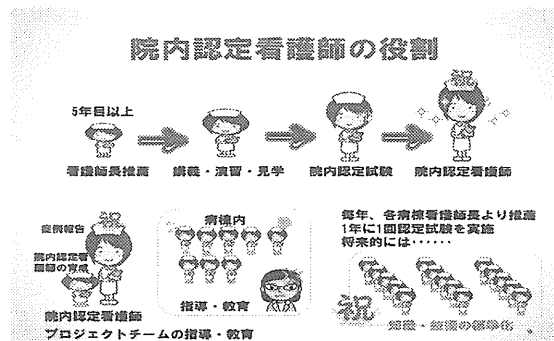 院内認定看護師の役割
5年目以上
祝
看護師長推薦
講義・演習・見学
院内認定試験
院内認定看護師
祝
症例報告
院内認定看
護師の育成
院内認定看護師
プロジェクトチームの指導・教育
病棟内
指導・教育
毎年、各病棟看護師長より推薦
1年に1回認定試験を実施
将来的には‥‥‥
祝
知識・技術の標準化